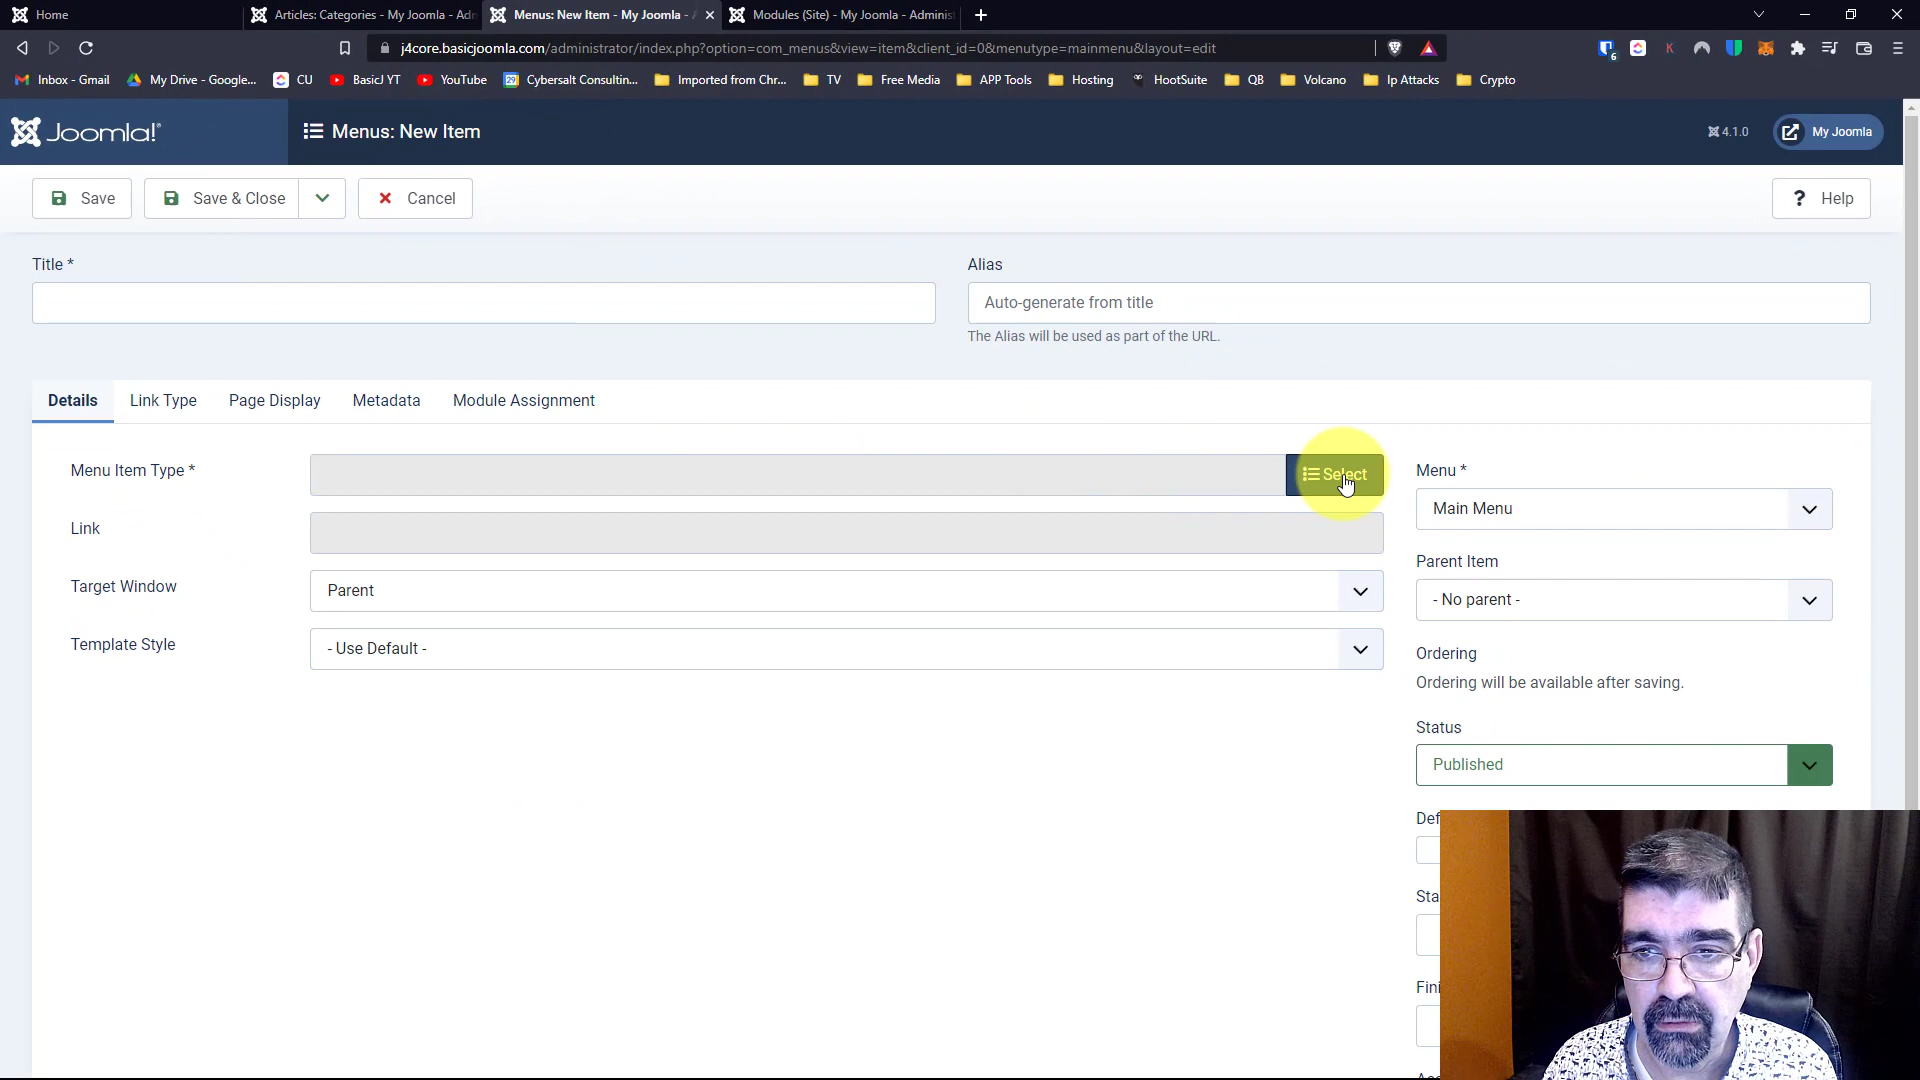 Home
Articles: Categories - My Joomla - Adm
Menus: New Item - My Joomla -
Modules (Site) - My Joomla - Adminis
j4core.basicjoomla.com/administrator/index.php?option=com_menus&view=item&client_id=0&menutype=mainmenu&layout=edit
6
Inbox - Gmail
My Drive - Google...
CU
BasicJ YT
YouTube
Cybersalt Consultin...
Imported from Chr...
TV
Free Media
APP Tools
Hosting
HootSuite
QB
Volcano
Ip Attacks
Crypto
Joomla!
Menus: New Item
4.1.0
My Joomla
Save
Save & Close
Cancel
? Help
Title *
Alias
Auto-generate from title
The Alias will be used as part of the URL.
Details
Link Type
Page Display
Metadata
Module Assignment
Menu Item Type *
Select
Link
Target Window
Parent
Template Style
- Use Default -
Menu *
Main Menu
Parent Item
- No parent -
Ordering
Ordering will be available after saving.
Status
Published
Def
Sta
Fini